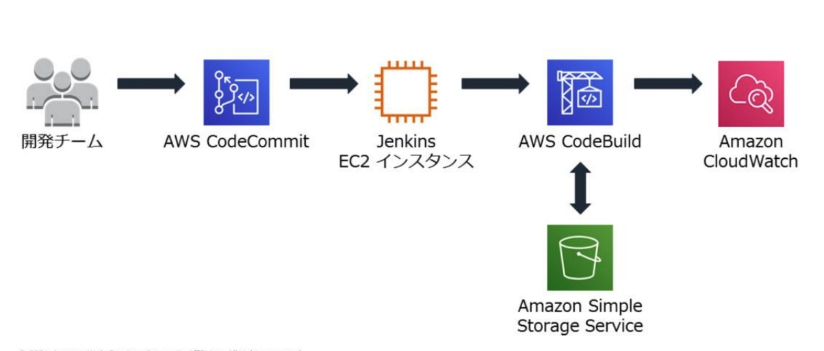 開発チーム
AWS CodeCommit
Jenkins
EC2 インスタンス
AWS CodeBuild
Amazon
CloudWatch
Amazon Simple
Storage Service